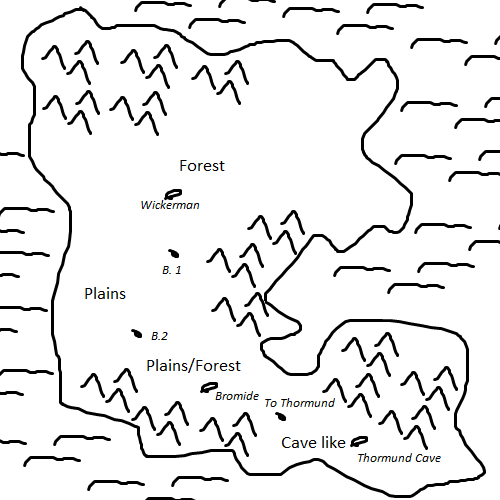 Forest
Wickerman
B. 1
Plains
B.2
Plains/Forest
Bromide
To Thormund
Cave like
Thormund Cave